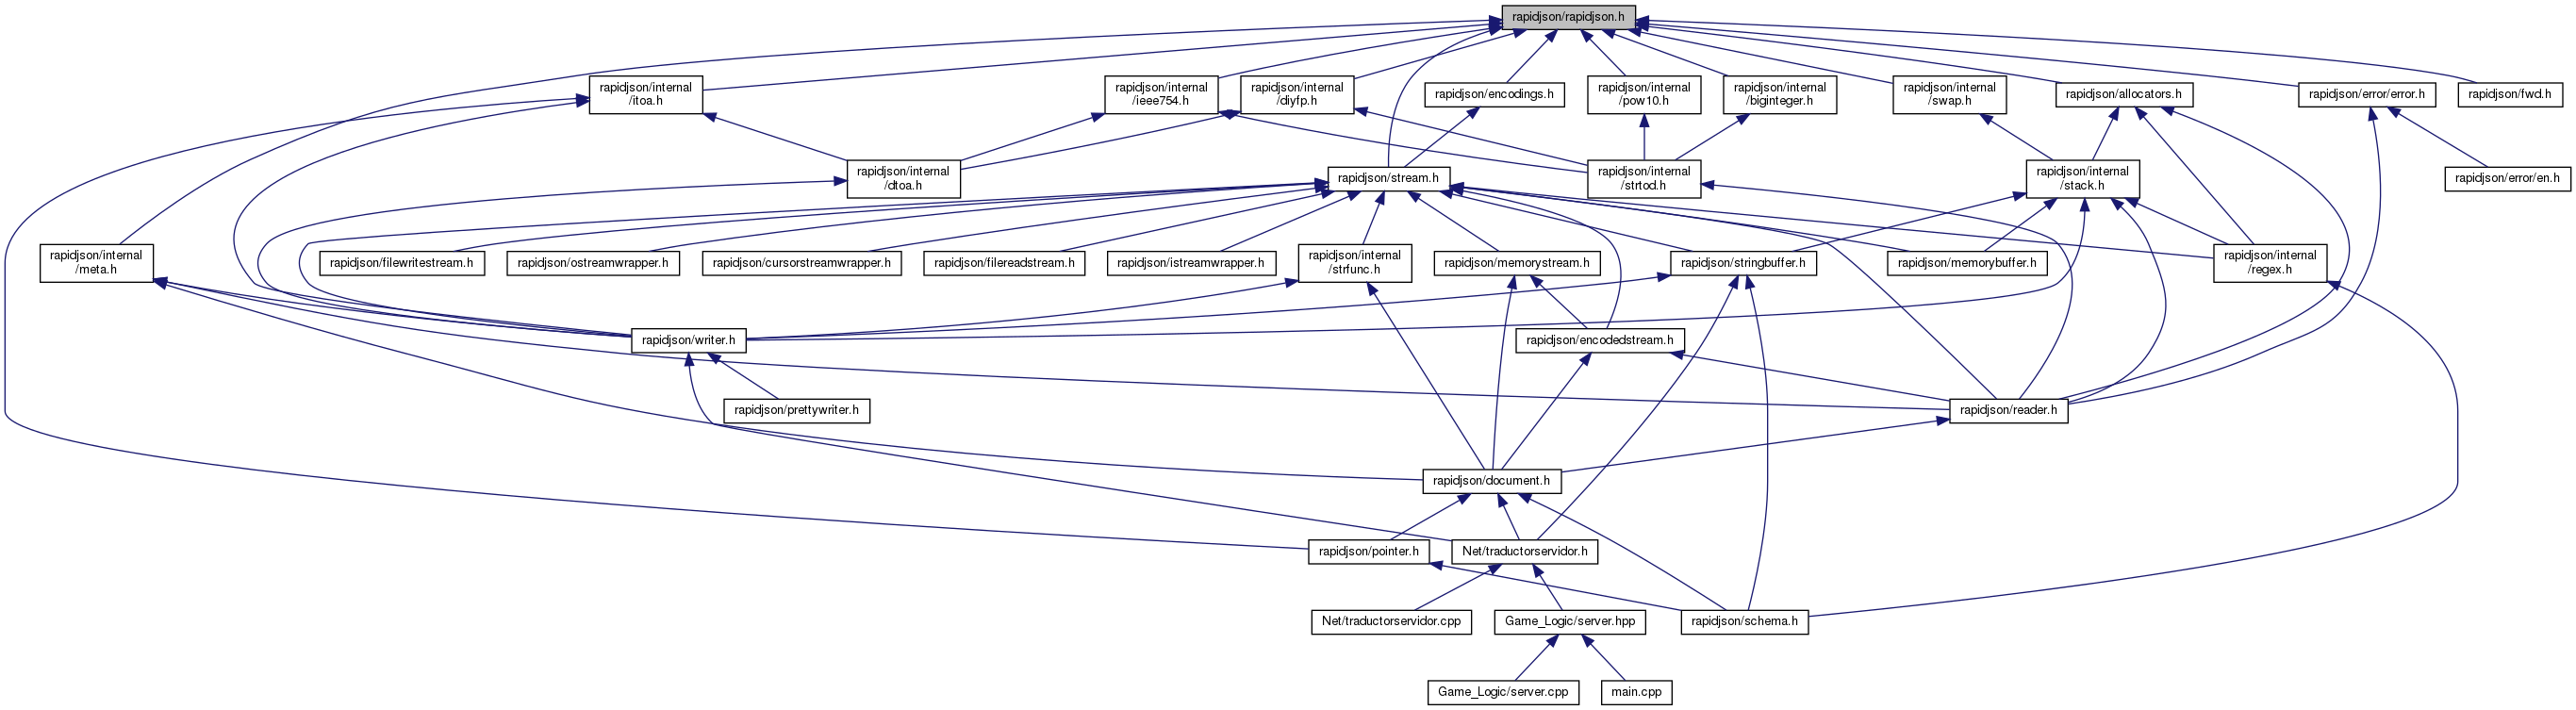 rapidjson/rapidjson.h
rapidjson/internal
/itoa.h
rapidjson/internal
/ieee754.h
rapidjson/internal
/diyfp.h
rapidjson/encodings.h
rapidjson/internal
/pow10.h
rapidjson/internal
/biginteger.h
rapidjson/internal
/swap.h
rapidjson/allocators.h
rapidjson/error/error.h
rapidjson/fwd.h
rapidjson/internal
/dtoa.h
rapidjson/stream.h
rapidjson/internal
/strtod.h
rapidjson/internal
/stack.h
rapidjson/error/en.h
rapidjson/internal
/meta.h
rapidjson/filewritestream.h
rapidjson/ostreamwrapper.h
rapidjson/cursorstreamwrapper.h
rapidjson/filereadstream.h
rapidjson/istreamwrapper.h
rapidjson/internal
/strfunc.h
rapidjson/memorystream.h
rapidjson/stringbuffer.h
rapidjson/memorybuffer.h
rapidjson/internal
/regex.h
rapidjson/writer.h
rapidjson/encodedstream.h
rapidjson/prettywriter.h
rapidjson/reader.h
rapidjson/document.h
rapidjson/pointer.h
Net/traductorservidor.h
Net/traductorservidor.cpp
Game_Logic/server.hpp
rapidjson/schema.h
Game_Logic/server.cpp
main.cpp